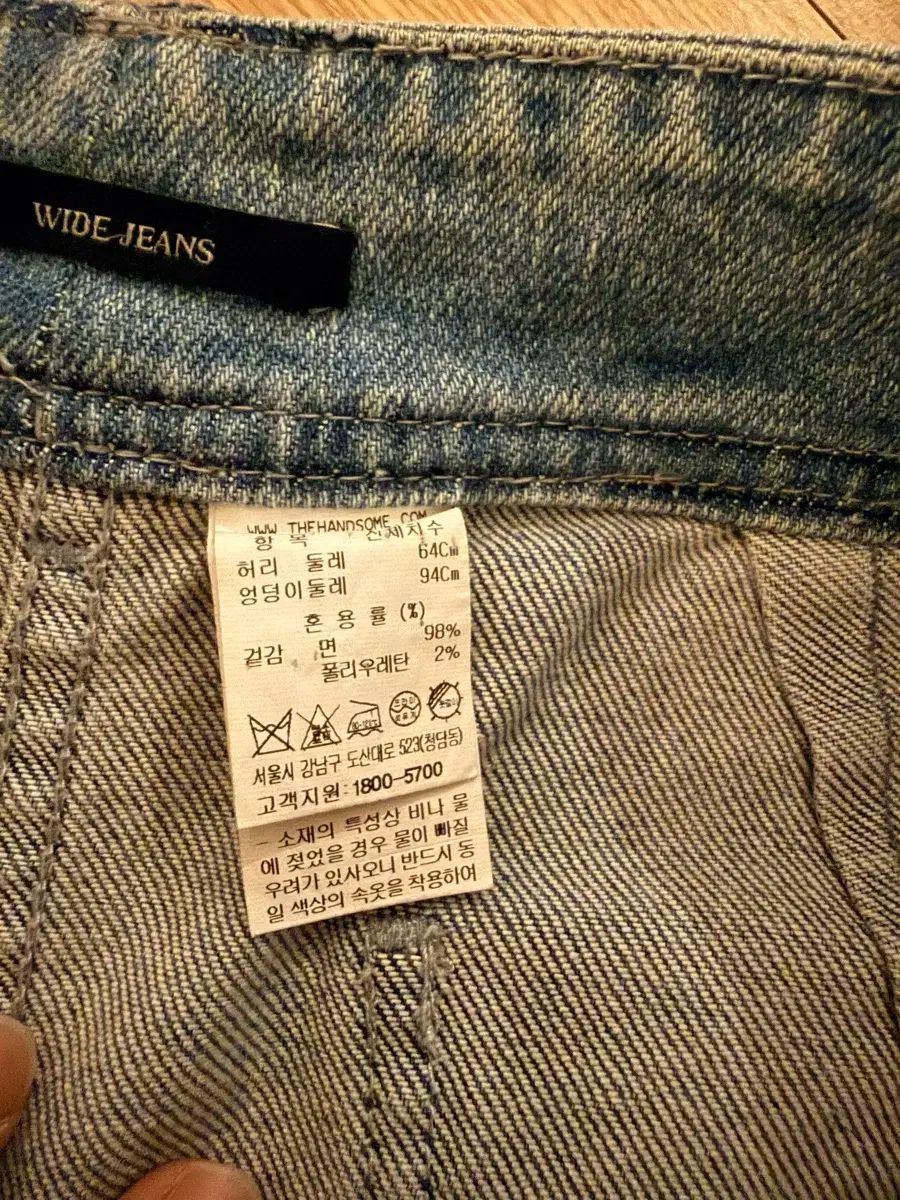 WIDE JEANS
WWW THEHANDSOME.COM
항 목 신체치수
허리 둘레 64Cm
엉덩이둘레 94Cm
혼 용 률 (%)
겉감 면 98%
폴리우레탄 2%
서울시 강남구 도산대로 523(청담동)
고객지원:1800-5700
- 소재의 특성상 비나 물
에 젖었을 경우 물이 빠질
우려가 있사오니 반드시 동
일 색상의 속옷을 착용하여